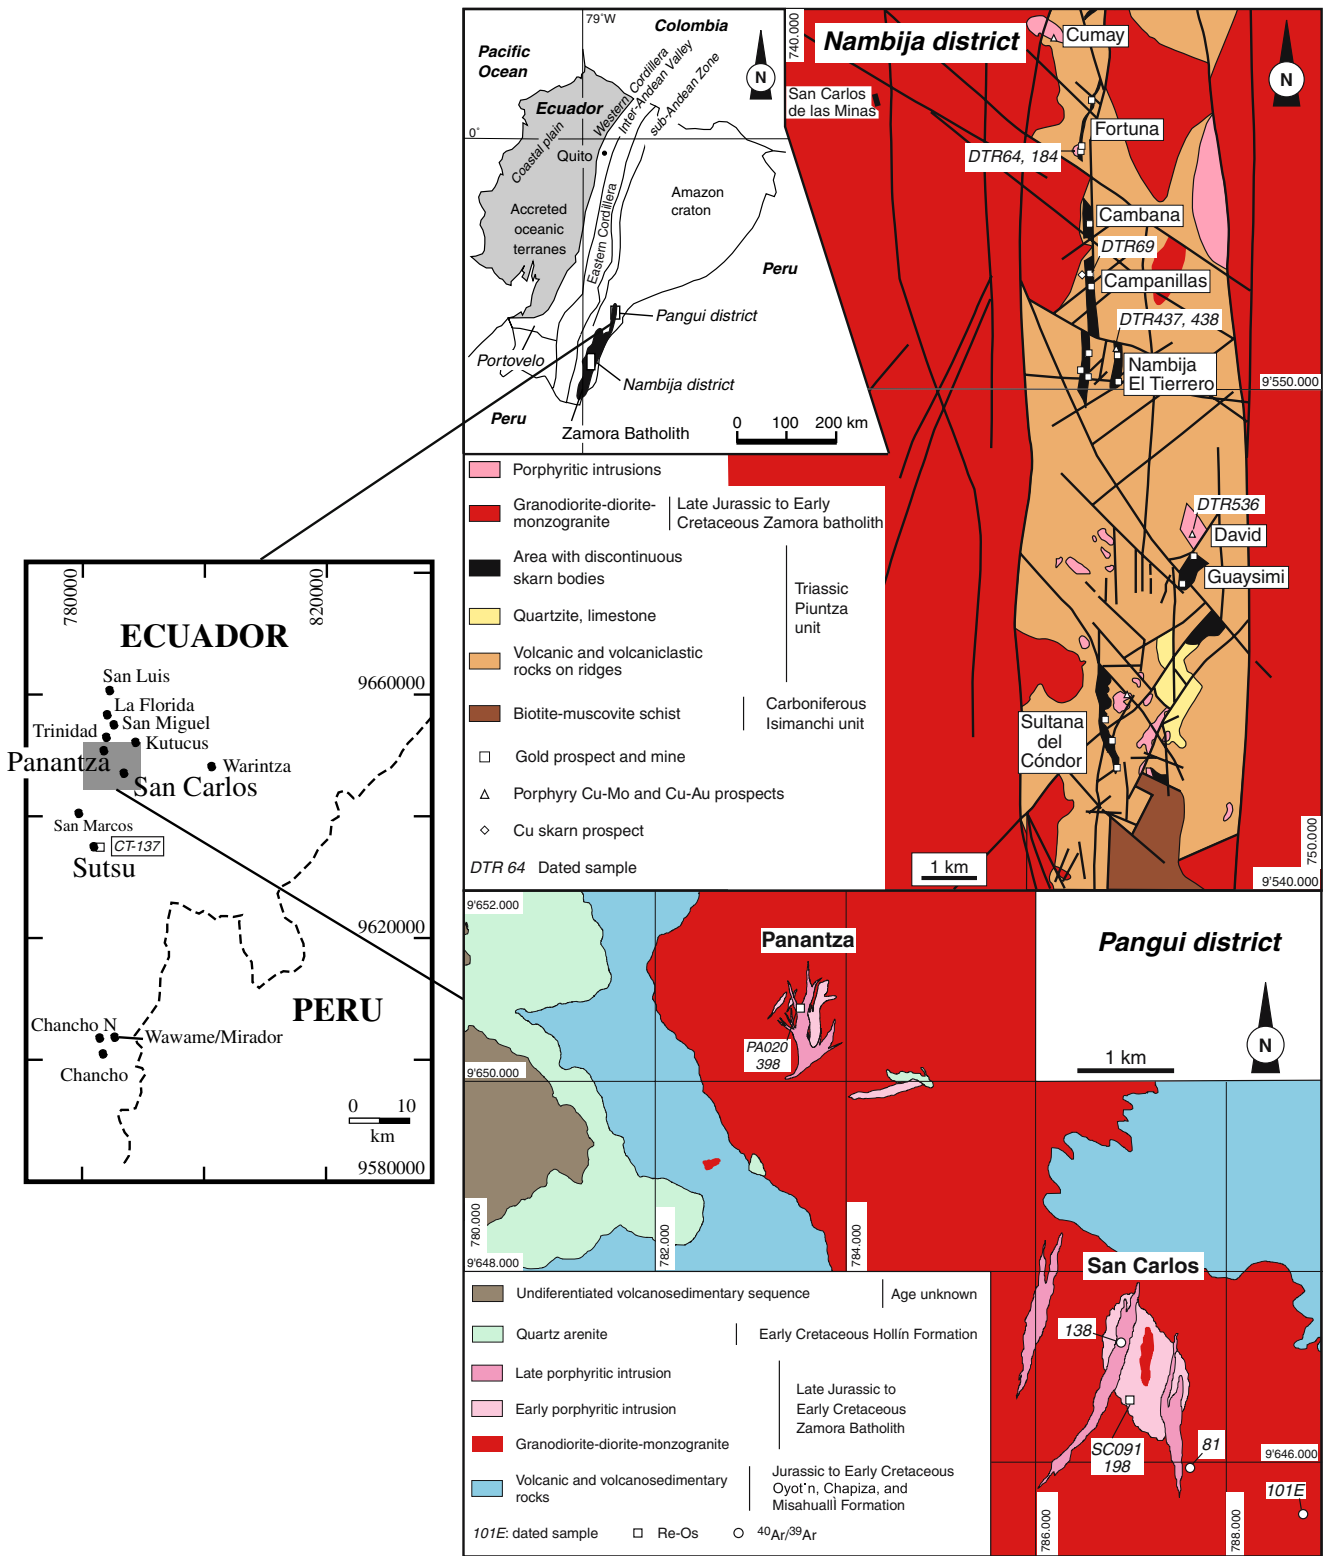 79°W
Colombia
Pacific
Ocean
Ecuador
Western Cordillera
Inter-Andean Valley
sub-Andean Zone
0°
Coastal plain
Quito
Eastern Cordillera
Amazon
craton
Accreted
oceanic
terranes
Peru
Pangui district
Portovelo
Nambija district
Peru
Zamora Batholith
0 100 200 km
N
740.000
Nambija district
N
Cumay
San Carlos
de las Minas
Fortuna
DTR64, 184
Cambana
DTR69
Campanillas
DTR437, 438
Nambija
El Tierrero
9'550.000
DTR536
David
Guaysimi
Sultana
del
Cóndor
1 km
750.000
9'540.000
Porphyritic intrusions
Granodiorite-diorite-
monzogranite
Late Jurassic to Early
Cretaceous Zamora batholith
Area with discontinuous
skarn bodies
Quartzite, limestone
Volcanic and volcaniclastic
rocks on ridges
Triassic
Piuntza
unit
Biotite-muscovite schist
Carboniferous
Isimanchi unit
Gold prospect and mine
Porphyry Cu-Mo and Cu-Au prospects
Cu skarn prospect
DTR 64 Dated sample
780000
820000
ECUADOR
San Luis
La Florida
San Miguel
Trinidad
Kutucus
Panantza
San Carlos
Warintza
San Marcos
CT-137
Sutsu
9660000
9620000
PERU
Chancho N
Wawame/Mirador
Chancho
0 10
km
9580000
9'652.000
Panantza
Pangui district
PA020
398
9'650.000
1 km
N
780.000
782.000
784.000
9'648.000
San Carlos
138
SC091
198
81
9'646.000
101E
786.000
788.000
Undiferentiated volcanosedimentary sequence
Age unknown
Quartz arenite
Early Cretaceous Hollín Formation
Late porphyritic intrusion
Early porphyritic intrusion
Granodiorite-diorite-monzogranite
Late Jurassic to
Early Cretaceous
Zamora Batholith
Volcanic and volcanosedimentary
rocks
Jurassic to Early Cretaceous
Oyot˙n, Chapiza, and
Misahuallì Formation
101E: dated sample
Re-Os
⁴⁰Ar/³⁹Ar